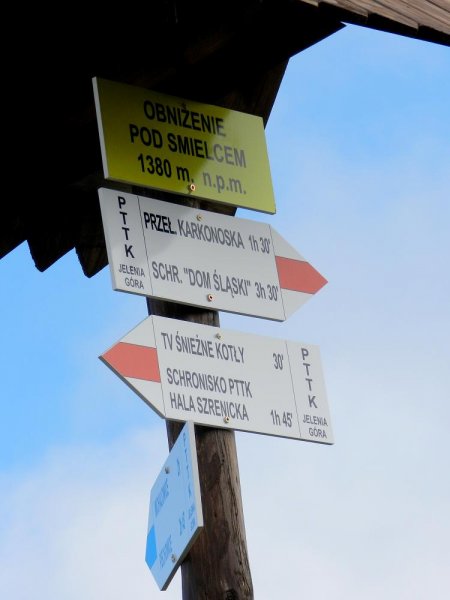 OBNIŻENIE
POD SMIELCEM
1380 m. n.p.m.
PTTK
JELENIA
GÓRA
PRZEŁ. KARKONOSKA 1h 30'
SCHR. "DOM ŚLĄSKI" 3h 30'
TV ŚNIEŻNE KOTŁY 30'
SCHRONISKO PTTK
HALA SZRENICKA 1h 45'
PTTK
JELENIA
GÓRA